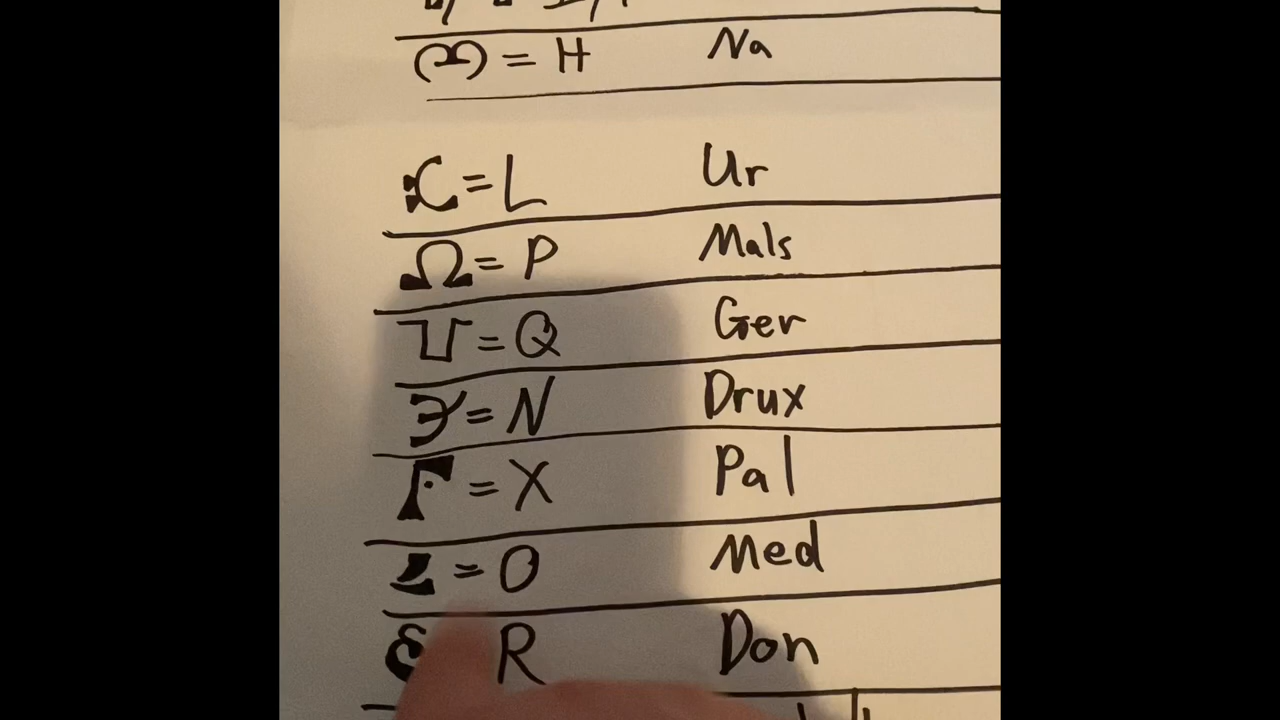 = H Na
= L Ur
Ω = P Mals
= Q Ger
= N Drux
= X Pal
= O Med
R Don